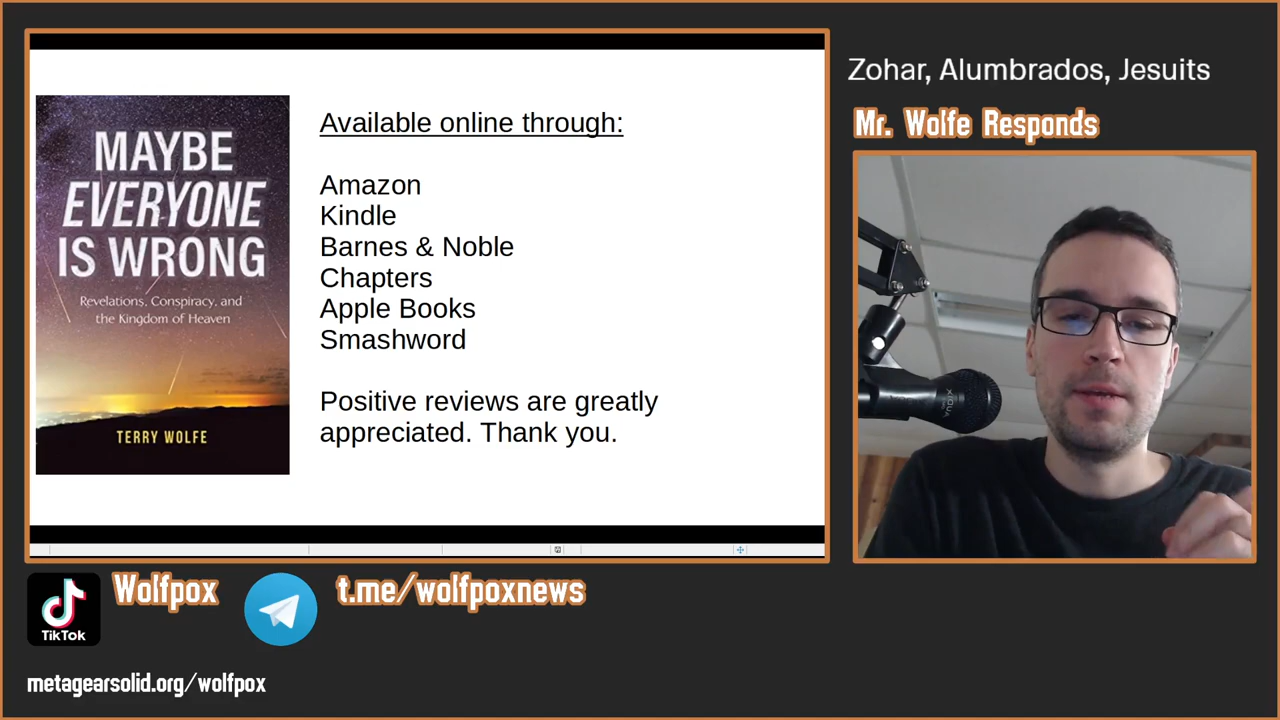 MAYBE
EVERYONE
IS WRONG
Revelations, Conspiracy, and
the Kingdom of Heaven
TERRY WOLFE
Available online through:
Amazon
Kindle
Barnes & Noble
Chapters
Apple Books
Smashword
Positive reviews are greatly
appreciated. Thank you.
Zohar, Alumbrados, Jesuits
Mr. Wolfe Responds
TikTok
Wolfpox
t.me/wolfpoxnews
metagearsolid.org/wolfpox